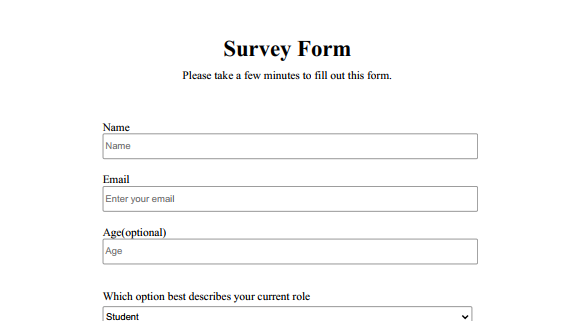 Survey Form
Please take a few minutes to fill out this form.
Name
Name
Email
Enter your email
Age(optional)
Age
Which option best describes your current role
Student